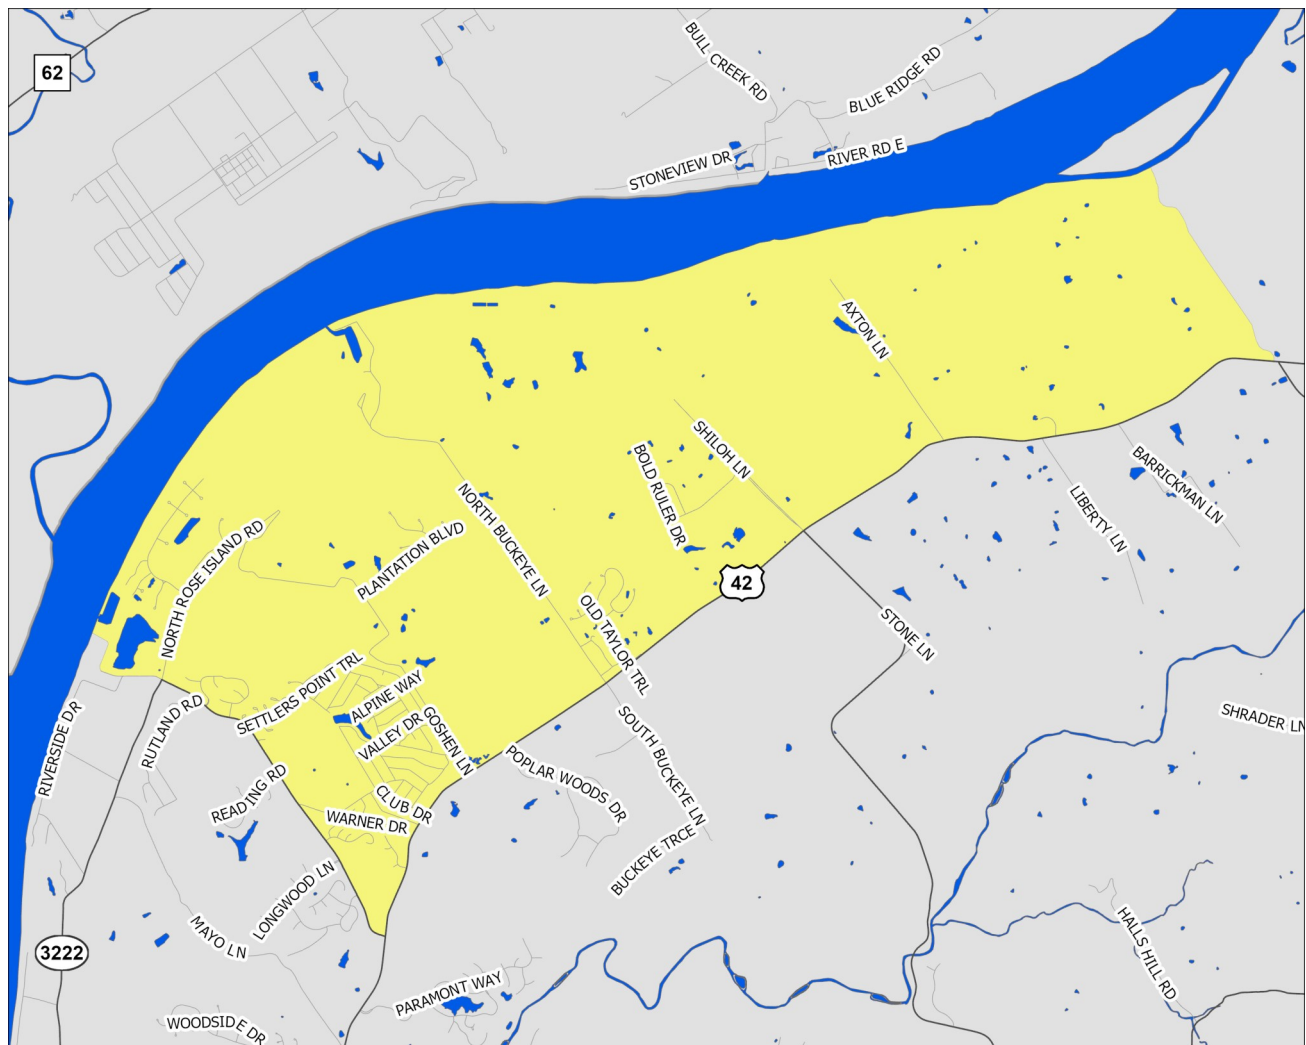 62
BULL CREEK RD
BLUE RIDGE RD
STONEVIEW DR
RIVER RD E
AXTON LN
SHILOH LN
BOLD RULER DR
BARRICKMAN LN
LIBERTY LN
NORTH BUCKEYE LN
PLANTATION BLVD
NORTH ROSE ISLAND RD
42
OLD TAYLOR TRL
STONE LN
SETTLERS POINT TRL
ALPINE WAY
RUTLAND RD
RIVERSIDE DR
VALLEY DR
GOSHEN LN
SOUTH BUCKEYE LN
SHRADER LN
POPLAR WOODS DR
READING RD
CLUB DR
WARNER DR
BUCKEYE TRCE
LONGWOOD LN
MAYO LN
HALLS HILL RD
3222
PARAMONT WAY
WOODSIDE DR